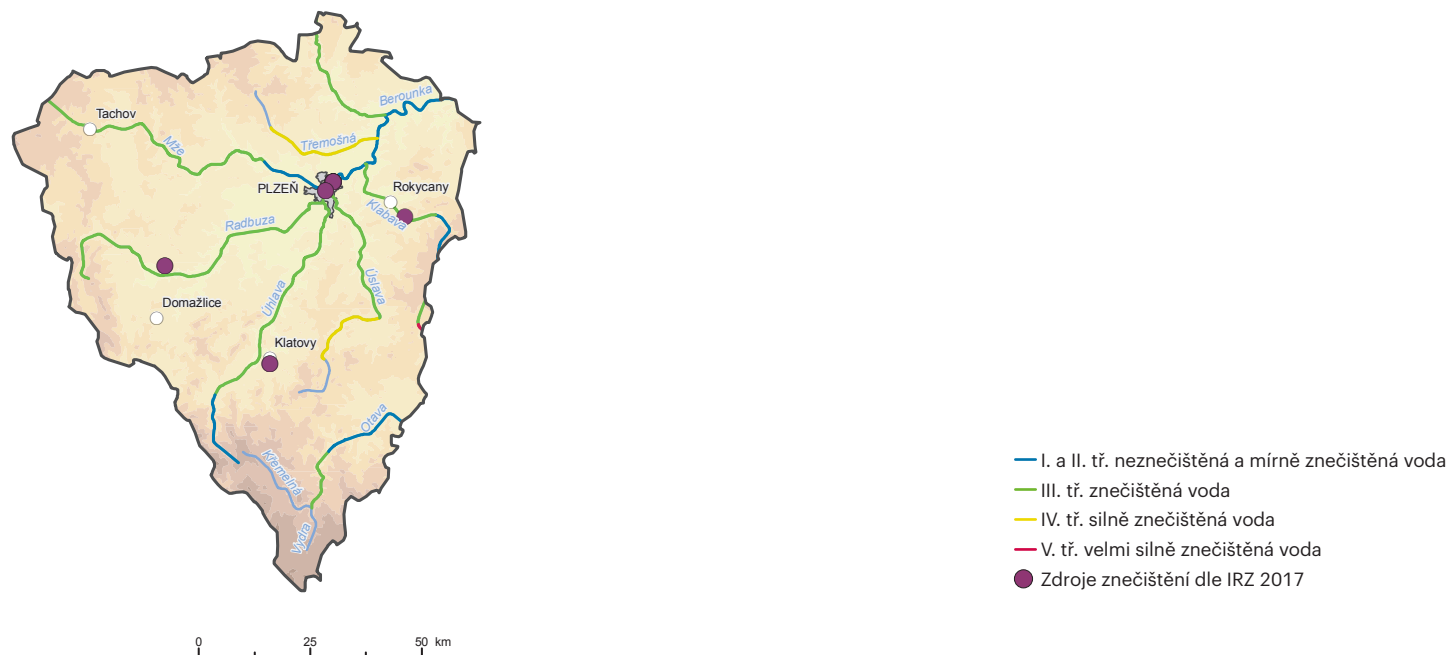 Berounka
Tachov
Třemošná
Mže
PLZEŇ
Rokycany
Klabava
Radbuza
Úslava
Úhlava
Domažlice
Klatovy
Otava
Křemelná
Vydra
I. a II. tř. neznečištěná a mírně znečištěná voda
III. tř. znečištěná voda
IV. tř. silně znečištěná voda
V. tř. velmi silně znečištěná voda
Zdroje znečištění dle IRZ 2017
0 25 50 km